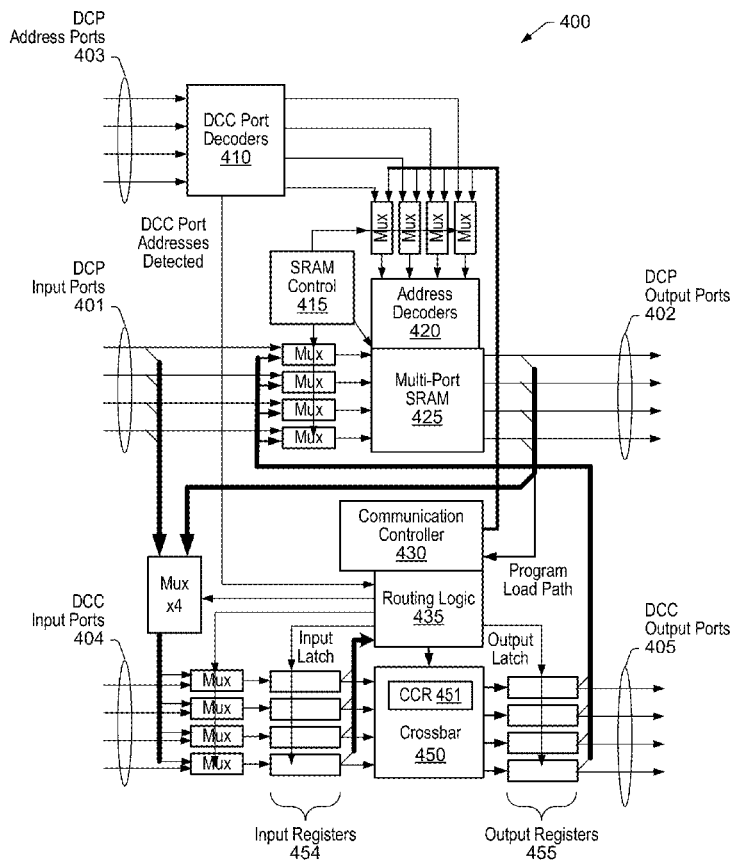 DCP
Address Ports
403
400
DCC Port
Decoders
410
DCC Port
Addresses
Detected
Mux
Mux
Mux
Mux
SRAM
Control
415
Address
Decoders
420
DCP
Input Ports
401
DCP
Output Ports
402
Mux
Mux
Mux
Mux
Multi-Port
SRAM
425
Communication
Controller
430
Program
Load Path
Mux
x4
Routing Logic
435
DCC
Input Ports
404
Input
Latch
Output
Latch
DCC
Output Ports
405
Mux
Mux
Mux
Mux
CCR 451
Crossbar
450
Input Registers
454
Output Registers
455